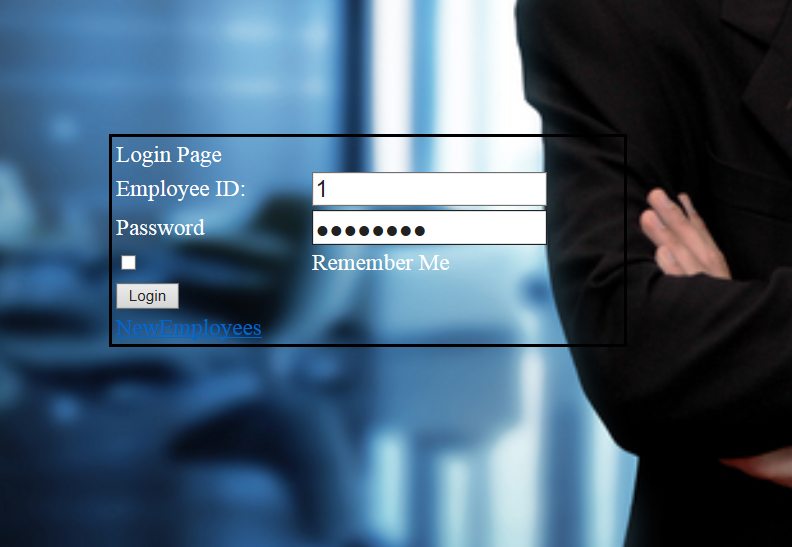 Login Page
Employee ID: 1
Password ●●●●●●●●
Remember Me
Login
NewEmployees